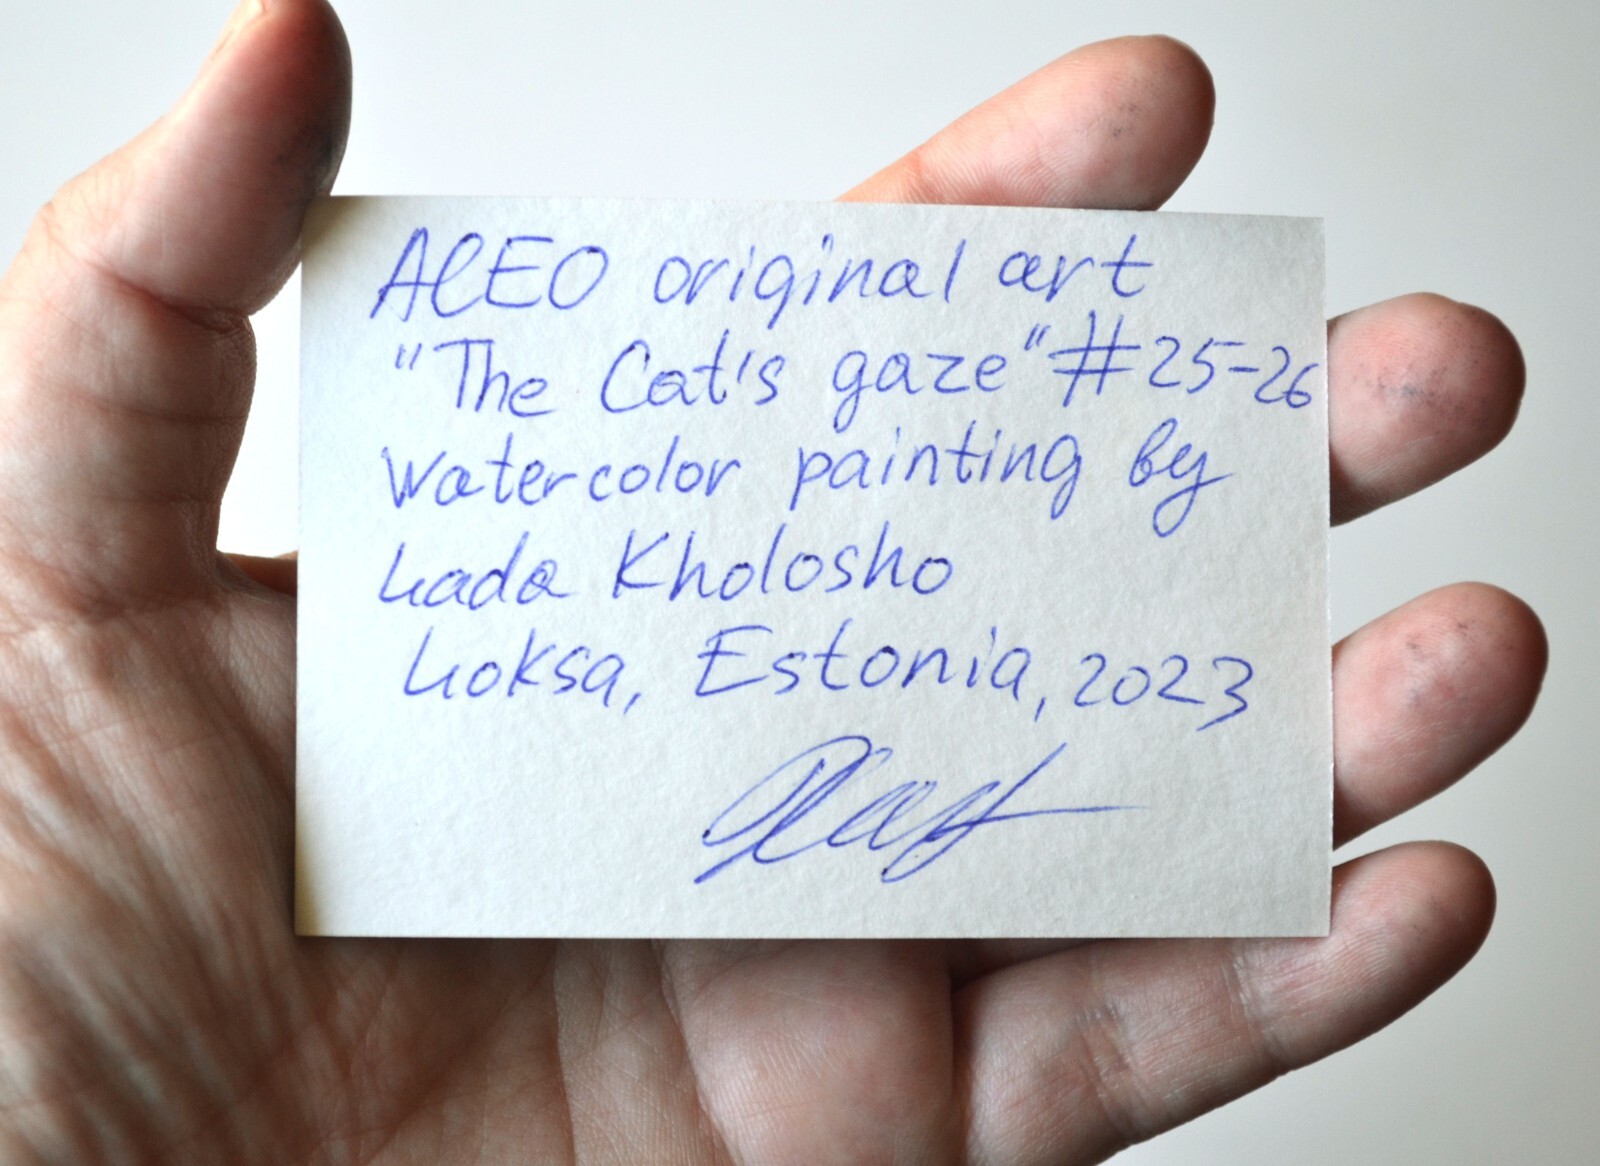 ACEO original art
"The Cat's gaze" #25-26
Watercolor painting by
Lada Kholosho
Loksa, Estonia, 2023